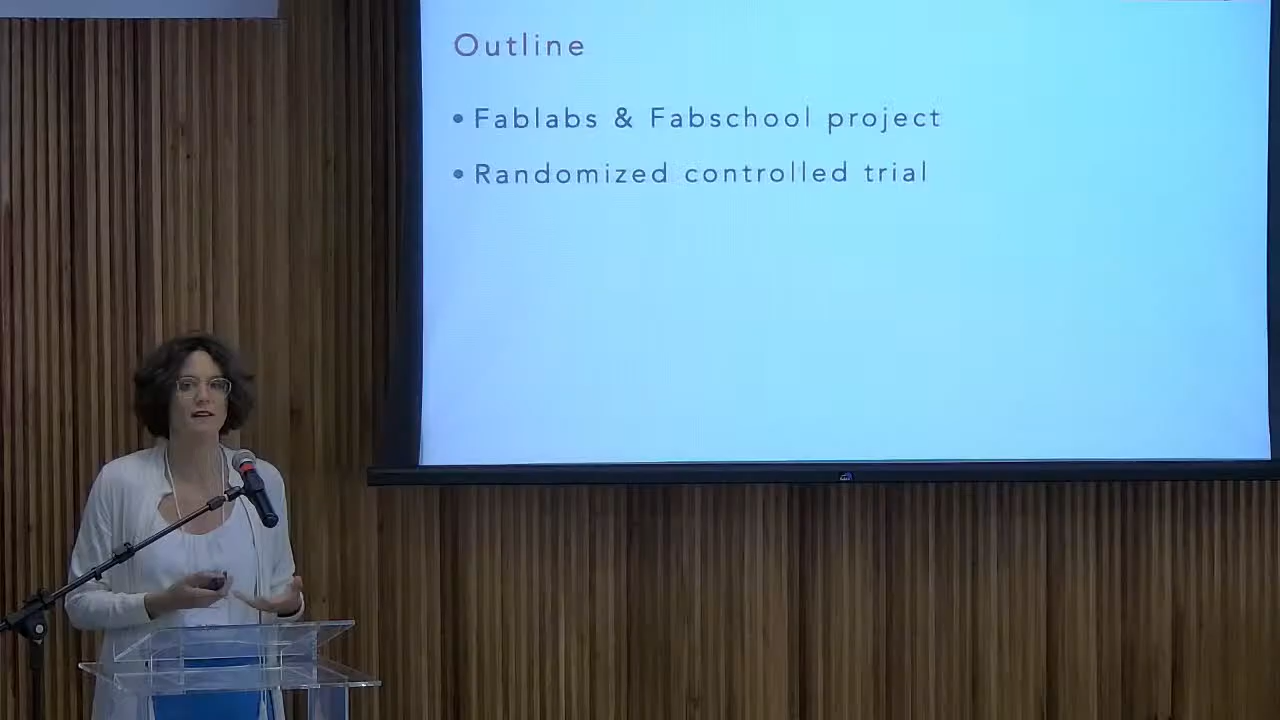 Outline
• Fablabs & Fabschool project
• Randomized controlled trial